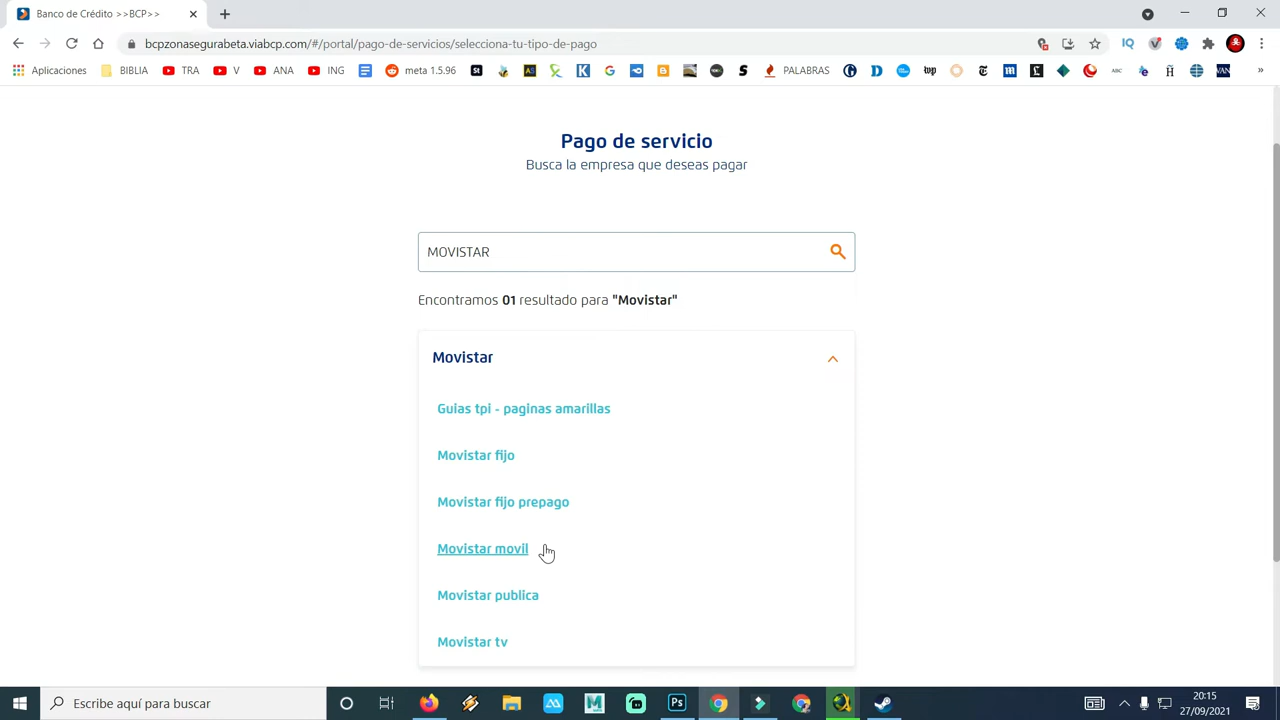 Banco de Crédito >>BCP>>
bcpzonasegurabeta.viabcp.com/#/portal/pago-de-servicios/selecciona-tu-tipo-de-pago
Aplicaciones BIBLIA TRA V ANA ING meta 1.5.96 PALABRAS
Pago de servicio
Busca la empresa que deseas pagar
MOVISTAR
Encontramos 01 resultado para "Movistar"
Movistar
Guias tpi - paginas amarillas
Movistar fijo
Movistar fijo prepago
Movistar movil
Movistar publica
Movistar tv
Escribe aquí para buscar
20:15
27/09/2021